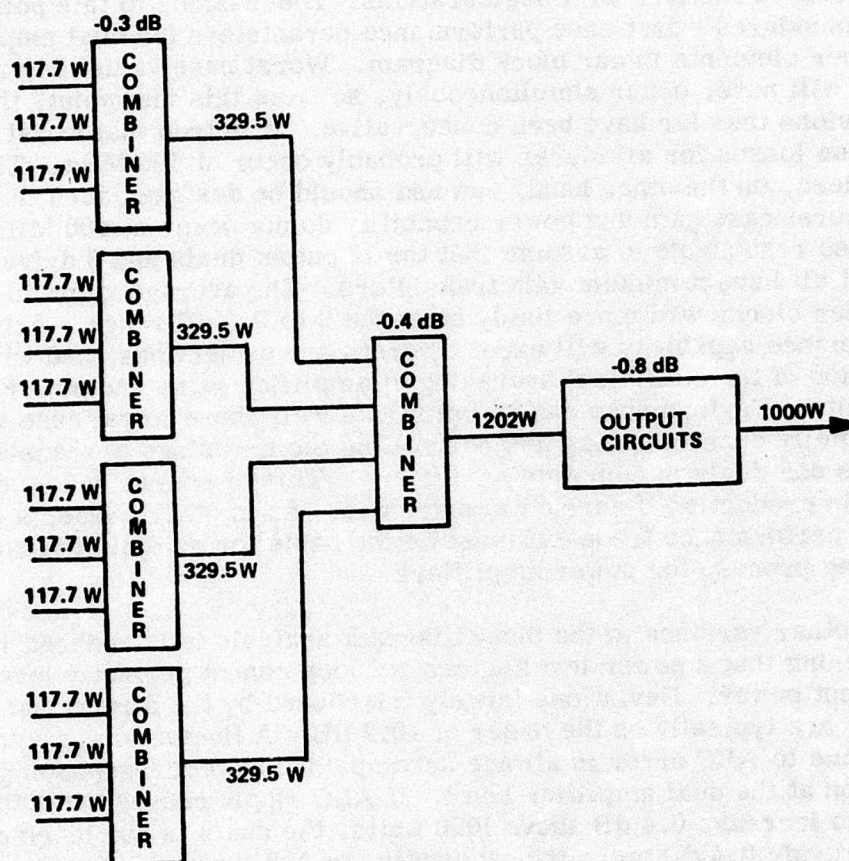 -0.3 dB
117.7 W
117.7 W
117.7 W
COMBINER
329.5 W
117.7 W
117.7 W
117.7 W
COMBINER
329.5 W
-0.4 dB
COMBINER
1202W
-0.8 dB
OUTPUT
CIRCUITS
1000W
117.7 W
117.7 W
117.7 W
COMBINER
329.5W
117.7 W
117.7 W
117.7 W
COMBINER
329.5 W